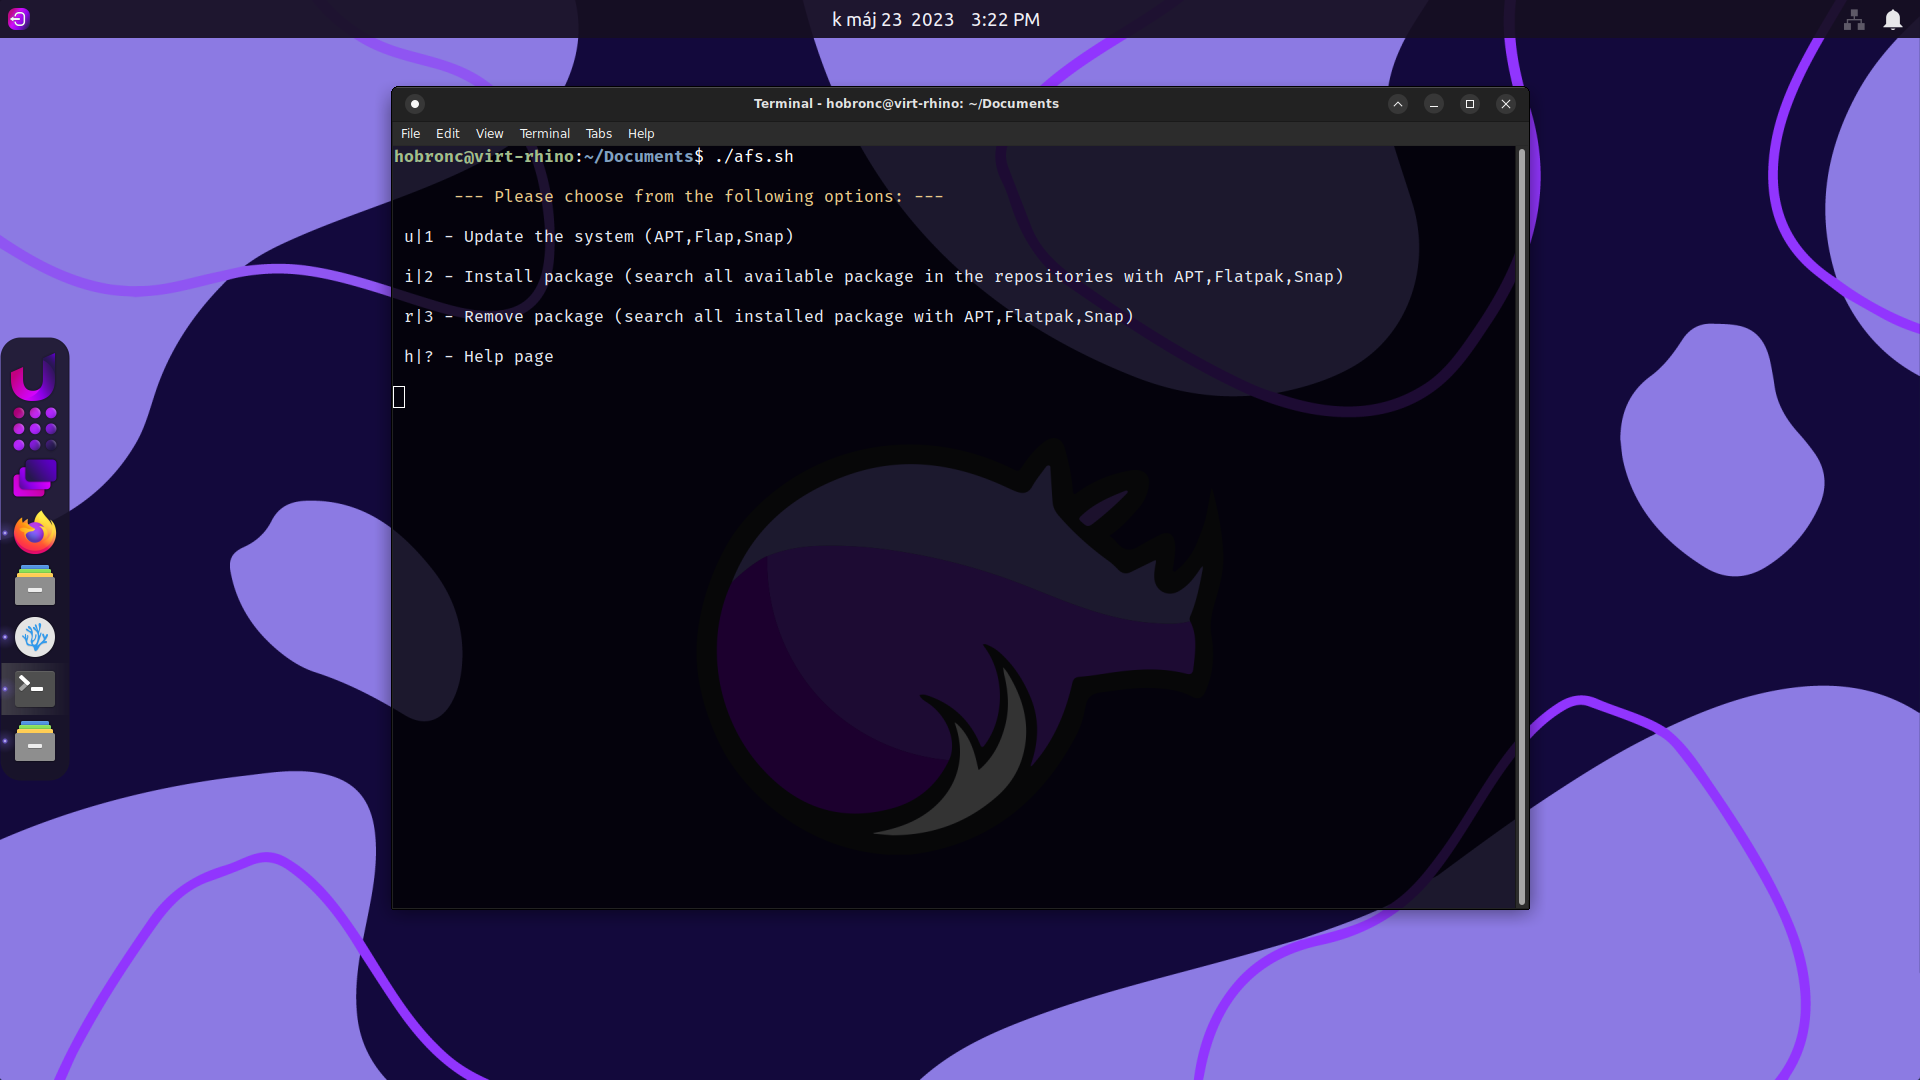 k máj 23 2023 3:22 PM
Terminal - hobronc@virt-rhino: ~/Documents
File Edit View Terminal Tabs Help
hobronc@virt-rhino:~/Documents$ ./afs.sh
--- Please choose from the following options: ---
u|1 - Update the system (APT,Flap,Snap)
i|2 - Install package (search all available package in the repositories with APT,Flatpak,Snap)
r|3 - Remove package (search all installed package with APT,Flatpak,Snap)
h|? - Help page